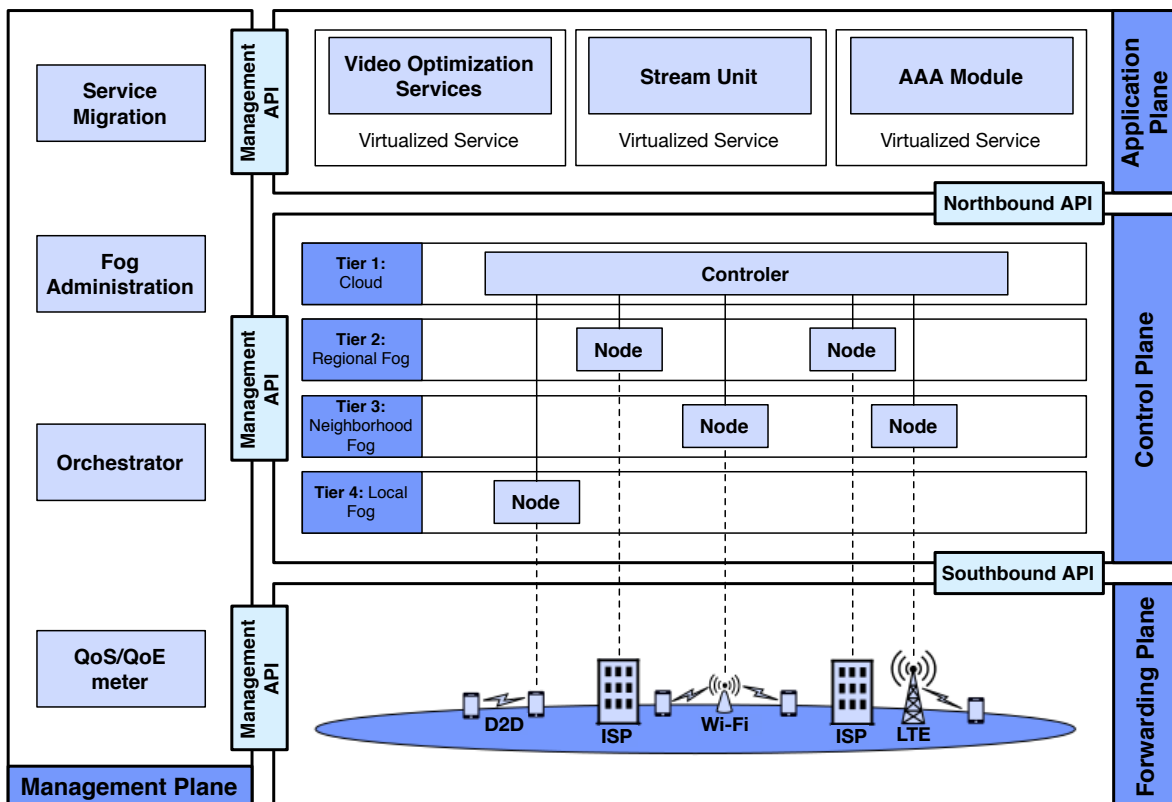 Service
Migration
Fog
Administration
Orchestrator
QoS/QoE
meter
Management Plane
Management
API
Video Optimization
Services
Virtualized Service
Stream Unit
Virtualized Service
AAA Module
Virtualized Service
Application
Plane
Northbound API
Management
API
Tier 1:
Cloud
Controler
Tier 2:
Regional Fog
Node
Node
Tier 3:
Neighborhood
Fog
Node
Node
Tier 4: Local
Fog
Node
Control Plane
Southbound API
Management
API
D2D
ISP
Wi-Fi
ISP
LTE
Forwarding Plane